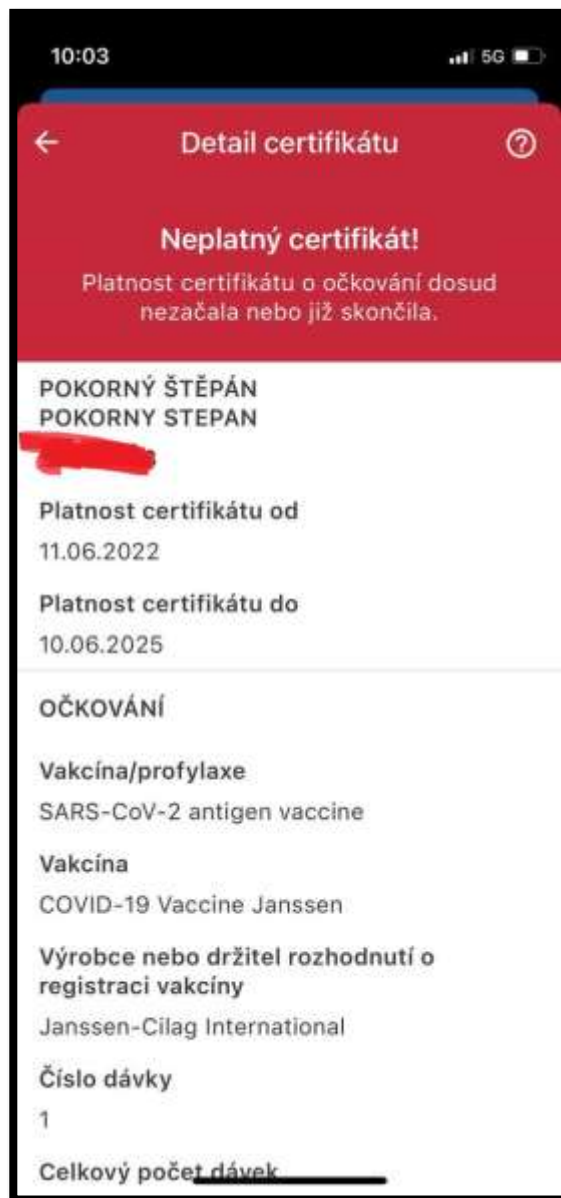 10:03
5G
Detail certifikátu
Neplatný certifikát!
Platnost certifikátu o očkování dosud
nezačala nebo již skončila.
POKORNÝ ŠTĚPÁN
POKORNY STEPAN
Platnost certifikátu od
11.06.2022
Platnost certifikátu do
10.06.2025
OČKOVÁNÍ
Vakcína/profylaxe
SARS-CoV-2 antigen vaccine
Vakcína
COVID-19 Vaccine Janssen
Výrobce nebo držitel rozhodnutí o
registraci vakcíny
Janssen-Cilag International
Číslo dávky
1
Celkový počet dávek